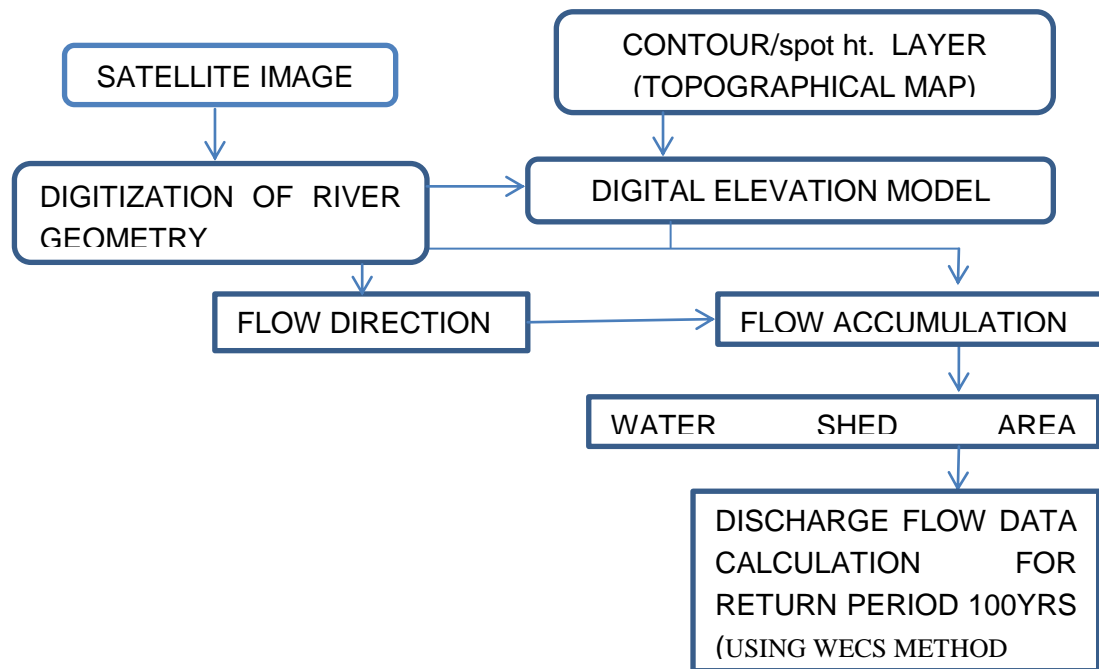 SATELLITE IMAGE
CONTOUR/spot ht. LAYER
(TOPOGRAPHICAL MAP)
DIGITIZATION OF RIVER
GEOMETRY
DIGITAL ELEVATION MODEL
FLOW DIRECTION
FLOW ACCUMULATION
WATER SHED AREA
DISCHARGE FLOW DATA
CALCULATION FOR
RETURN PERIOD 100YRS
(USING WECS METHOD